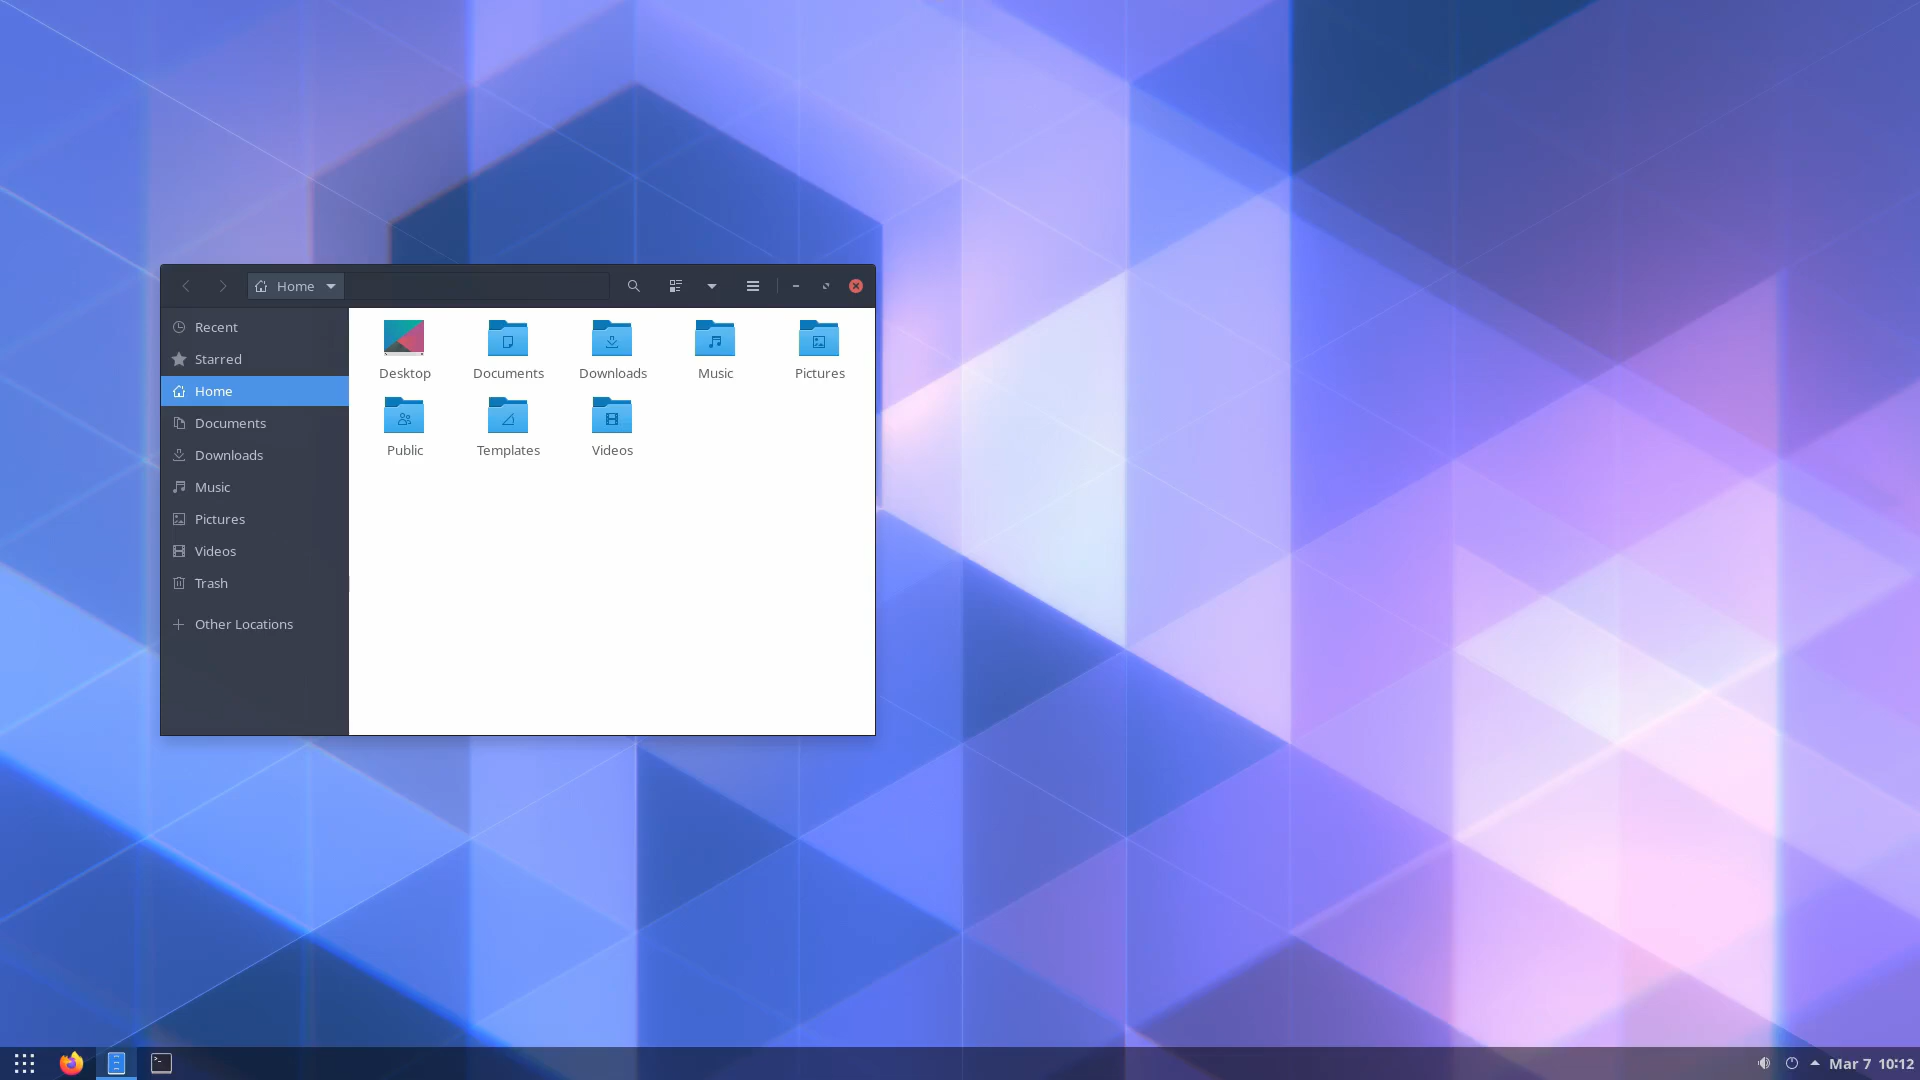 Home
Recent
Starred
Home
Documents
Downloads
Music
Pictures
Videos
Trash
Other Locations
Desktop
Documents
Downloads
Music
Pictures
Public
Templates
Videos
Mar 7 10:12